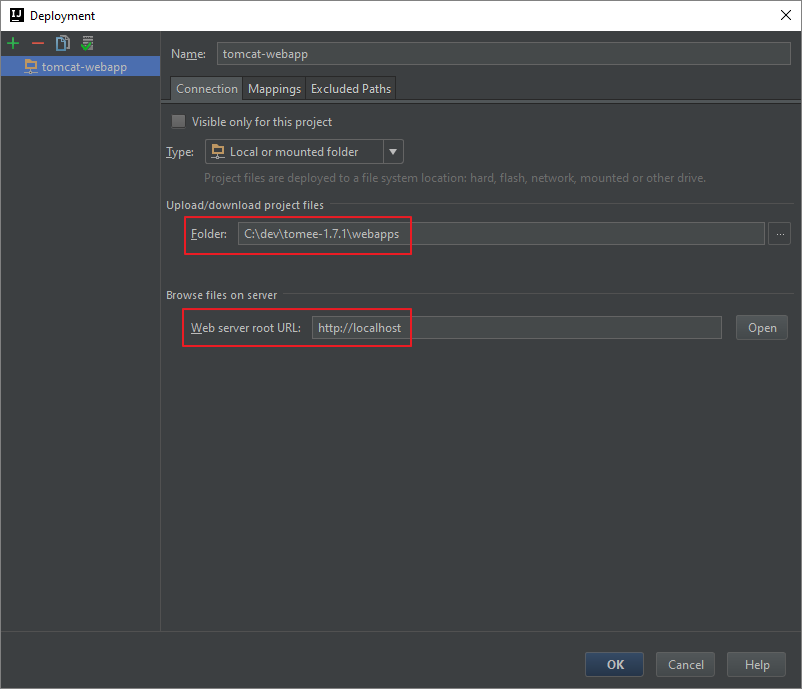 Deployment
tomcat-webapp
Name: tomcat-webapp
Connection Mappings Excluded Paths
Visible only for this project
Type: Local or mounted folder
Project files are deployed to a file system location: hard, flash, network, mounted or other drive.
Upload/download project files
Folder: C:\dev\tomee-1.7.1\webapps ...
Browse files on server
Web server root URL: http://localhost Open
OK Cancel Help